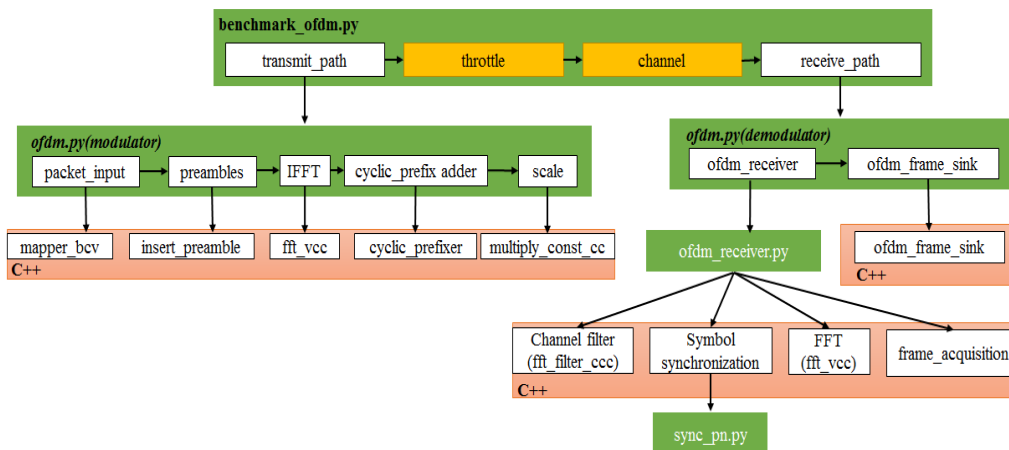 benchmark_ofdm.py
transmit_path
throttle
channel
receive_path
ofdm.py(modulator)
packet_input
preambles
IFFT
cyclic_prefix adder
scale
ofdm.py(demodulator)
ofdm_receiver
ofdm_frame_sink
mapper_bcv
insert_preamble
fft_vcc
cyclic_prefixer
multiply_const_cc
C++
ofdm_receiver.py
ofdm_frame_sink
C++
Channel filter
(fft_filter_ccc)
Symbol
synchronization
FFT
(fft_vcc)
frame_acquisition
C++
sync_pn.py